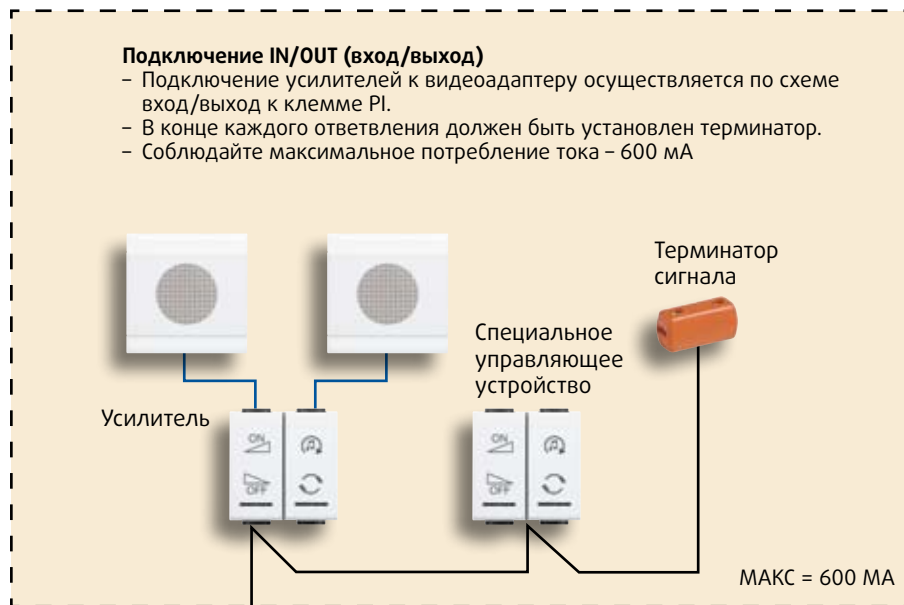 Подключение IN/OUT (вход/выход)
– Подключение усилителей к видеоадаптеру осуществляется по схеме
вход/выход к клемме PI.
– В конце каждого ответвления должен быть установлен терминатор.
– Соблюдайте максимальное потребление тока – 600 мА
Терминатор
сигнала
Специальное
управляющее
устройство
Усилитель
ON
OFF
ON
OFF
МАКС = 600 МА